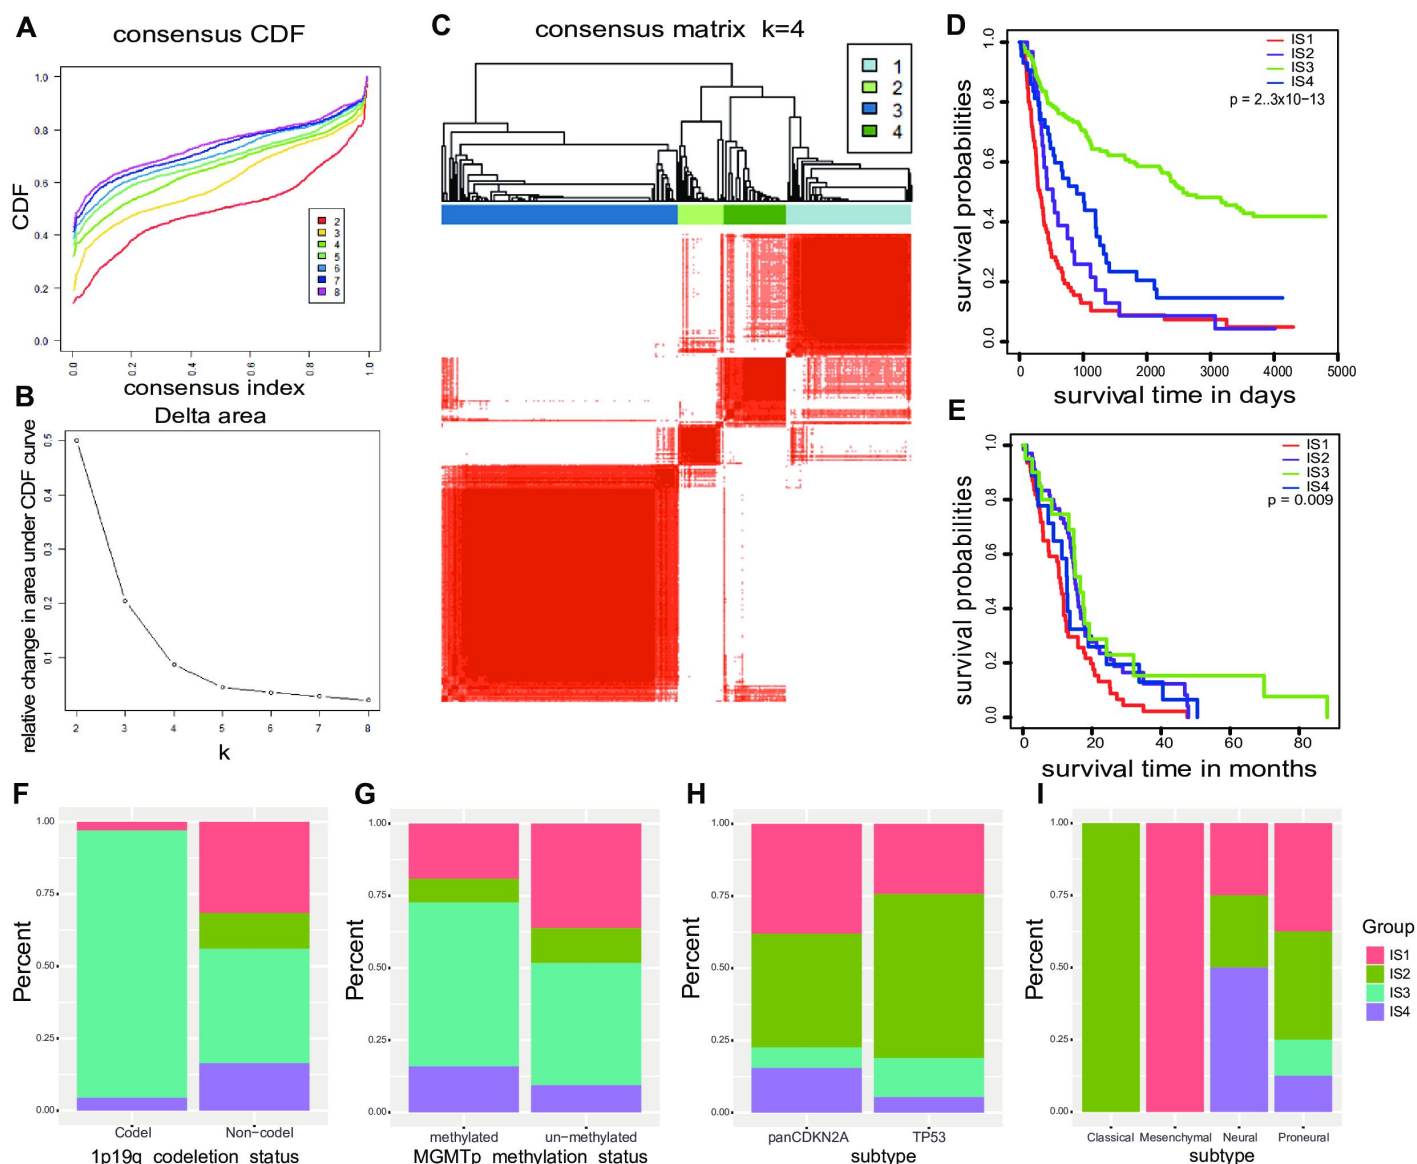 A
consensus CDF
CDF
1.0
0.8
0.6
0.4
0.2
0.0
2
3
4
5
6
7
8
0.0 0.2 0.4 0.6 0.8 1.0
consensus index
B
Delta area
relative change in area under CDF curve
0.5
0.4
0.3
0.2
0.1
2 3 4 5 6 7 8
k
C
consensus matrix k=4
1
2
3
4
D
survival probabilities
1.0
0.8
0.6
0.4
0.2
0.0
IS1
IS2
IS3
IS4
p = 2..3x10−13
0 1000 2000 3000 4000 5000
survival time in days
E
survival probabilities
1.0
0.8
0.6
0.4
0.2
0.0
IS1
IS2
IS3
IS4
p = 0.009
0 20 40 60 80
survival time in months
F
Percent
1.00
0.75
0.50
0.25
0.00
Codel Non-codel
1p19q codeletion status
G
Percent
1.00
0.75
0.50
0.25
0.00
methylated un-methylated
MGMTp methylation status
H
Percent
1.00
0.75
0.50
0.25
0.00
panCDKN2A TP53
subtype
I
Percent
1.00
0.75
0.50
0.25
0.00
Classical Mesenchymal Neural Proneural
subtype
Group
IS1
IS2
IS3
IS4